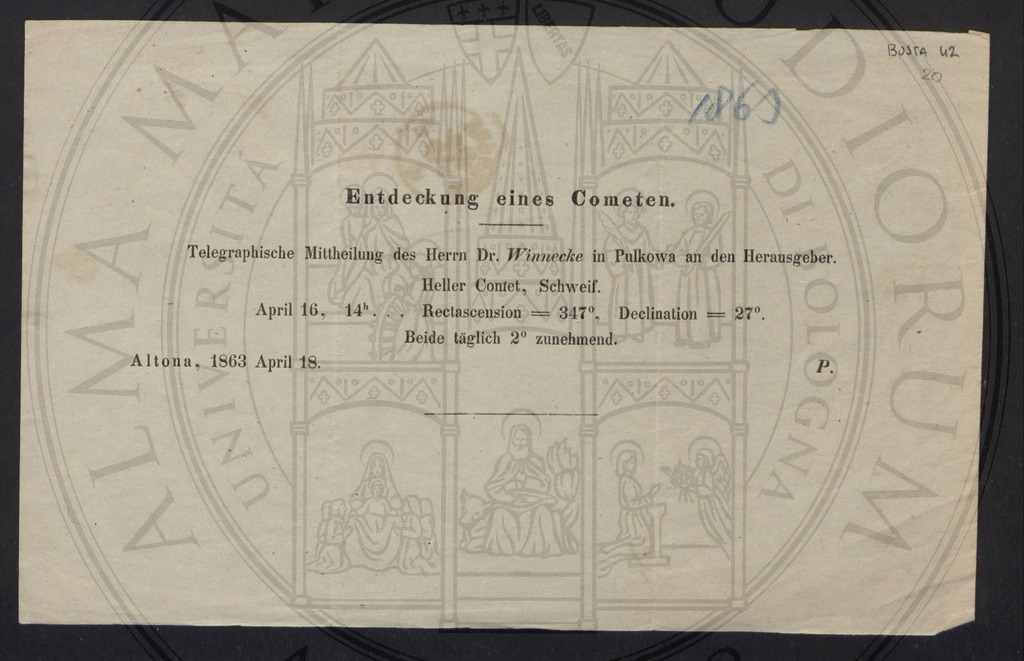 BUSTA 42
20
1863
Entdeckung eines Cometen.
Telegraphische Mittheilung des Herrn Dr. Winnecke in Pulkowa an den Herausgeber.
Heller Comet, Schweif.
April 16, 14h. . . Rectascension = 347°, Declination = 27°.
Beide täglich 2° zunehmend.
Altona, 1863 April 18. P.
ALMA MA UDIORUM
UNIVERSITÀ DI BOLOGNA
LIBERTAS